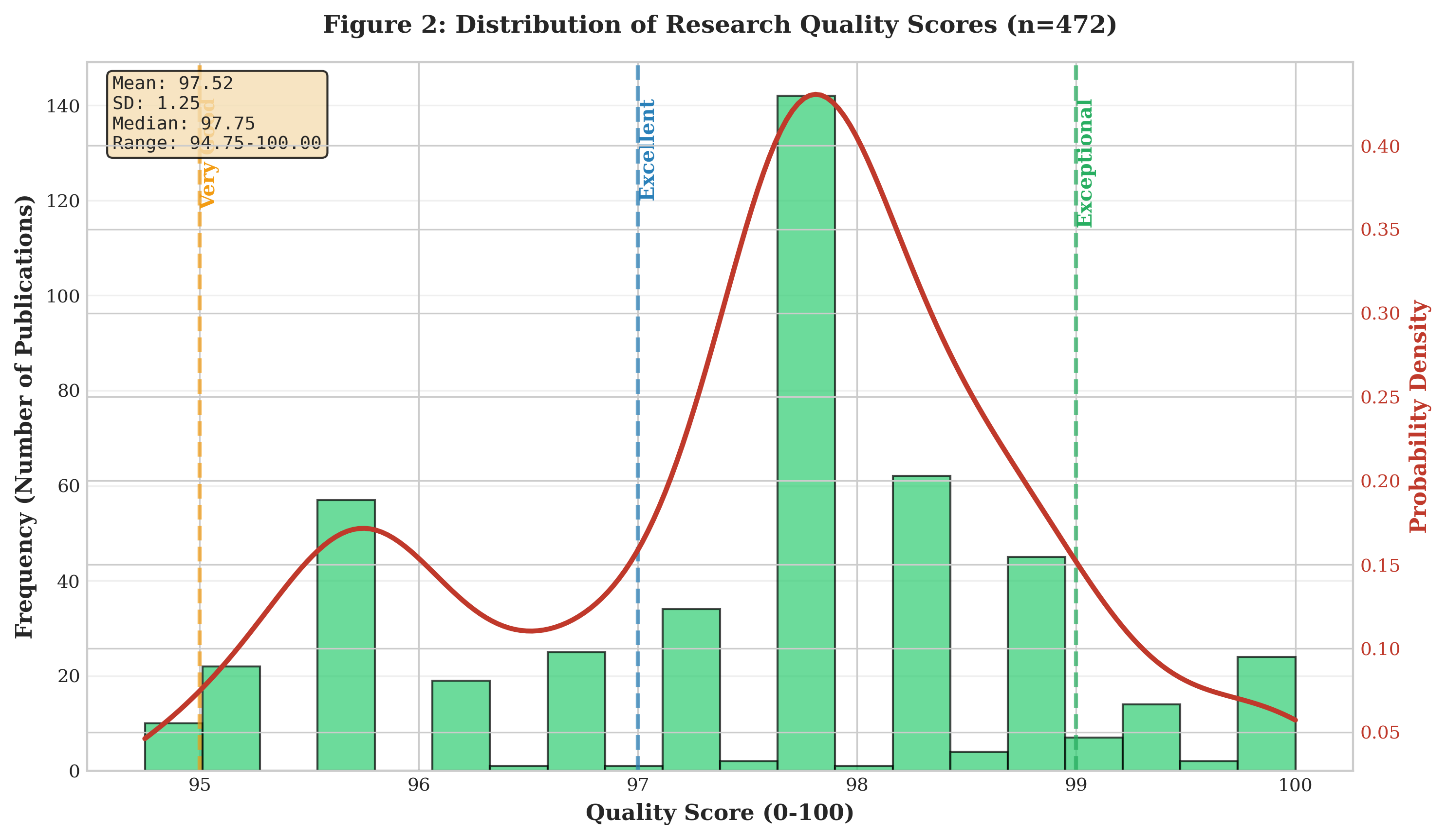 Figure 2: Distribution of Research Quality Scores (n=472)
Mean: 97.52
SD: 1.25
Median: 97.75
Range: 94.75-100.00
Very
Excellent
Exceptional
Frequency (Number of Publications)
140
120
100
80
60
40
20
0
0.40
0.35
0.30
0.25
0.20
0.15
0.10
0.05
Probability Density
95
96
97
98
99
100
Quality Score (0-100)